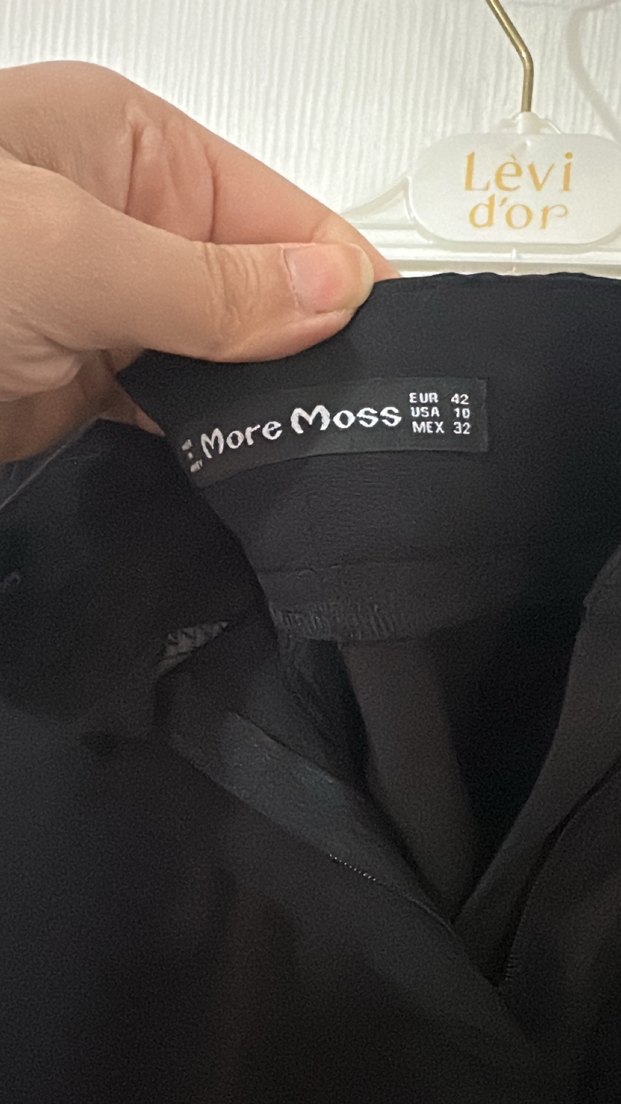 Lèvi
d'or
More Moss
EUR 42
USA 10
MEX 32